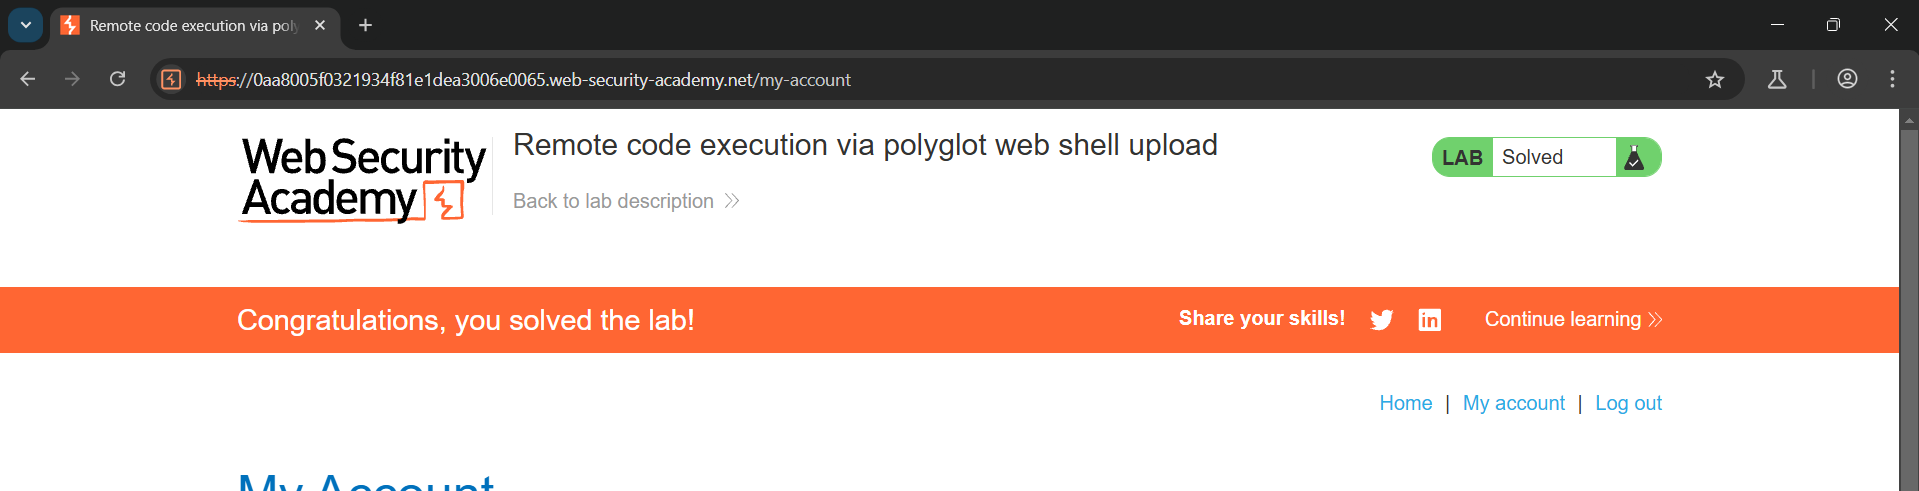 Remote code execution via poly
https://0aa8005f0321934f81e1dea3006e0065.web-security-academy.net/my-account
Web Security
Academy
Remote code execution via polyglot web shell upload
Back to lab description
LAB Solved
Congratulations, you solved the lab!
Share your skills!
Continue learning
Home | My account | Log out
My Account